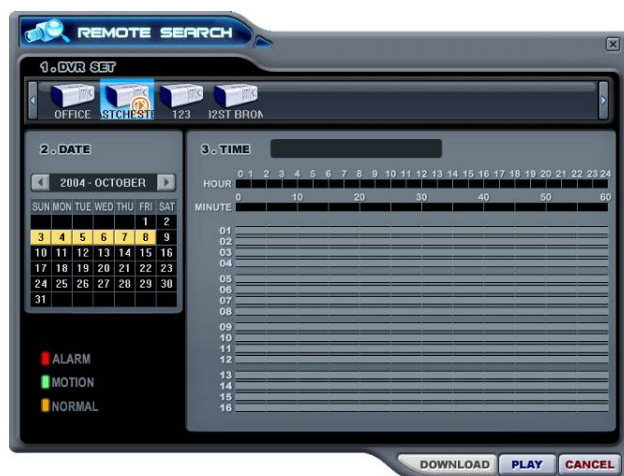 REMOTE SEARCH
1. DVR SET
OFFICE STCHESTE 123 32ST BRON
2. DATE
2004 - OCTOBER
SUN MON TUE WED THU FRI SAT
1 2
3 4 5 6 7 8 9
10 11 12 13 14 15 16
17 18 19 20 21 22 23
24 25 26 27 28 29 30
31
ALARM
MOTION
NORMAL
3. TIME
0 1 2 3 4 5 6 7 8 9 10 11 12 13 14 15 16 17 18 19 20 21 22 23 24
HOUR
0 10 20 30 40 50 60
MINUTE
01
02
03
04
05
06
07
08
09
10
11
12
13
14
15
16
DOWNLOAD PLAY CANCEL